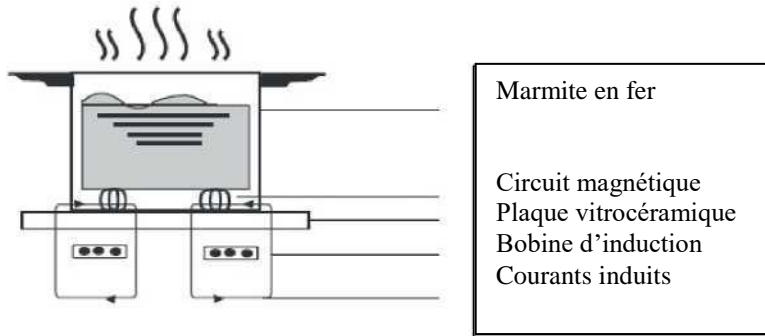 Marmite en fer
Circuit magnétique
Plaque vitrocéramique
Bobine d’induction
Courants induits